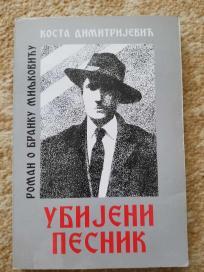 КОСТА ДИМИТРИЈЕВИЋ
РОМАН О БРАНКУ МИЉКОВИЋУ
УБИЈЕНИ
ПЕСНИК